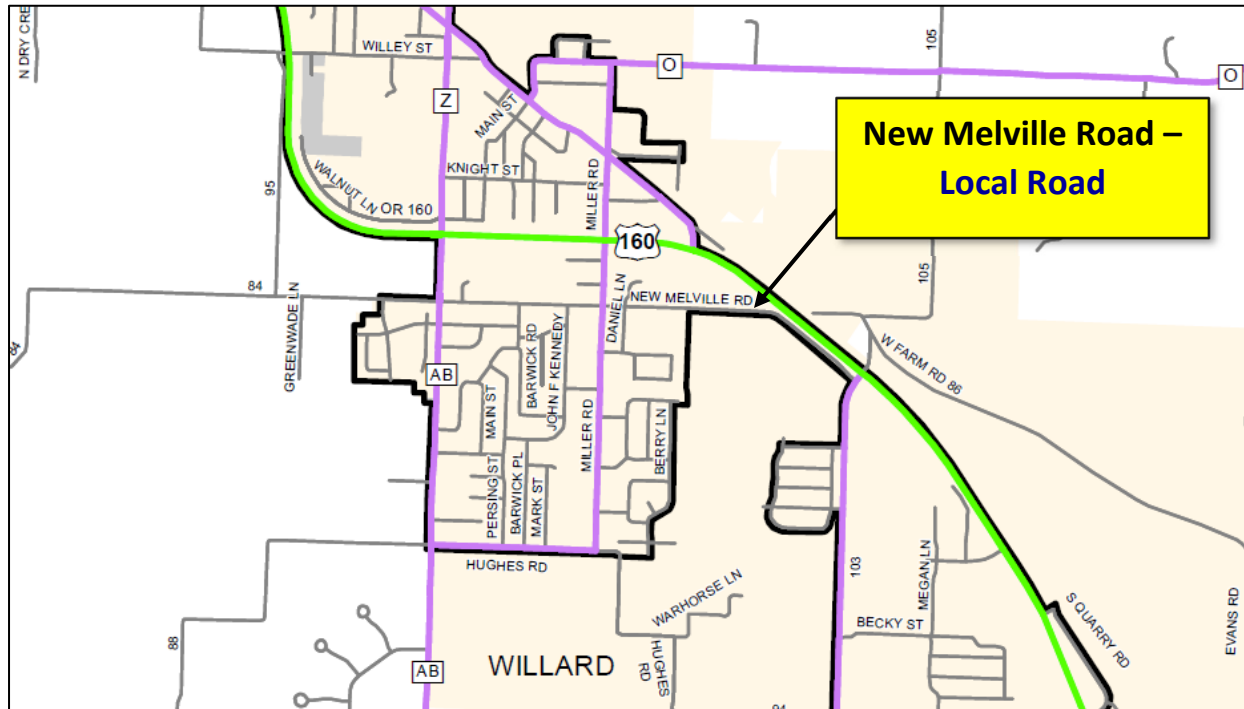 N DRY CRE
WILLEY ST
105
O
O
Z
MAIN ST
New Melville Road –
Local Road
KNIGHT ST
MILLER RD
WALNUT LN
OR 160
95
160
105
84
GREENWADE LN
NEW MELVILLE RD
DANIEL LN
84
BARWICK RD
JOHN F KENNEDY
W FARM RD 86
AB
MAIN ST
MILLER RD
BERRY LN
PERSING ST
BARWICK PL
MARK ST
HUGHES RD
103
MEGAN LN
WARHORSE LN
S QUARRY RD
EVANS RD
BECKY ST
88
HUGHES
RD
WILLARD
AB